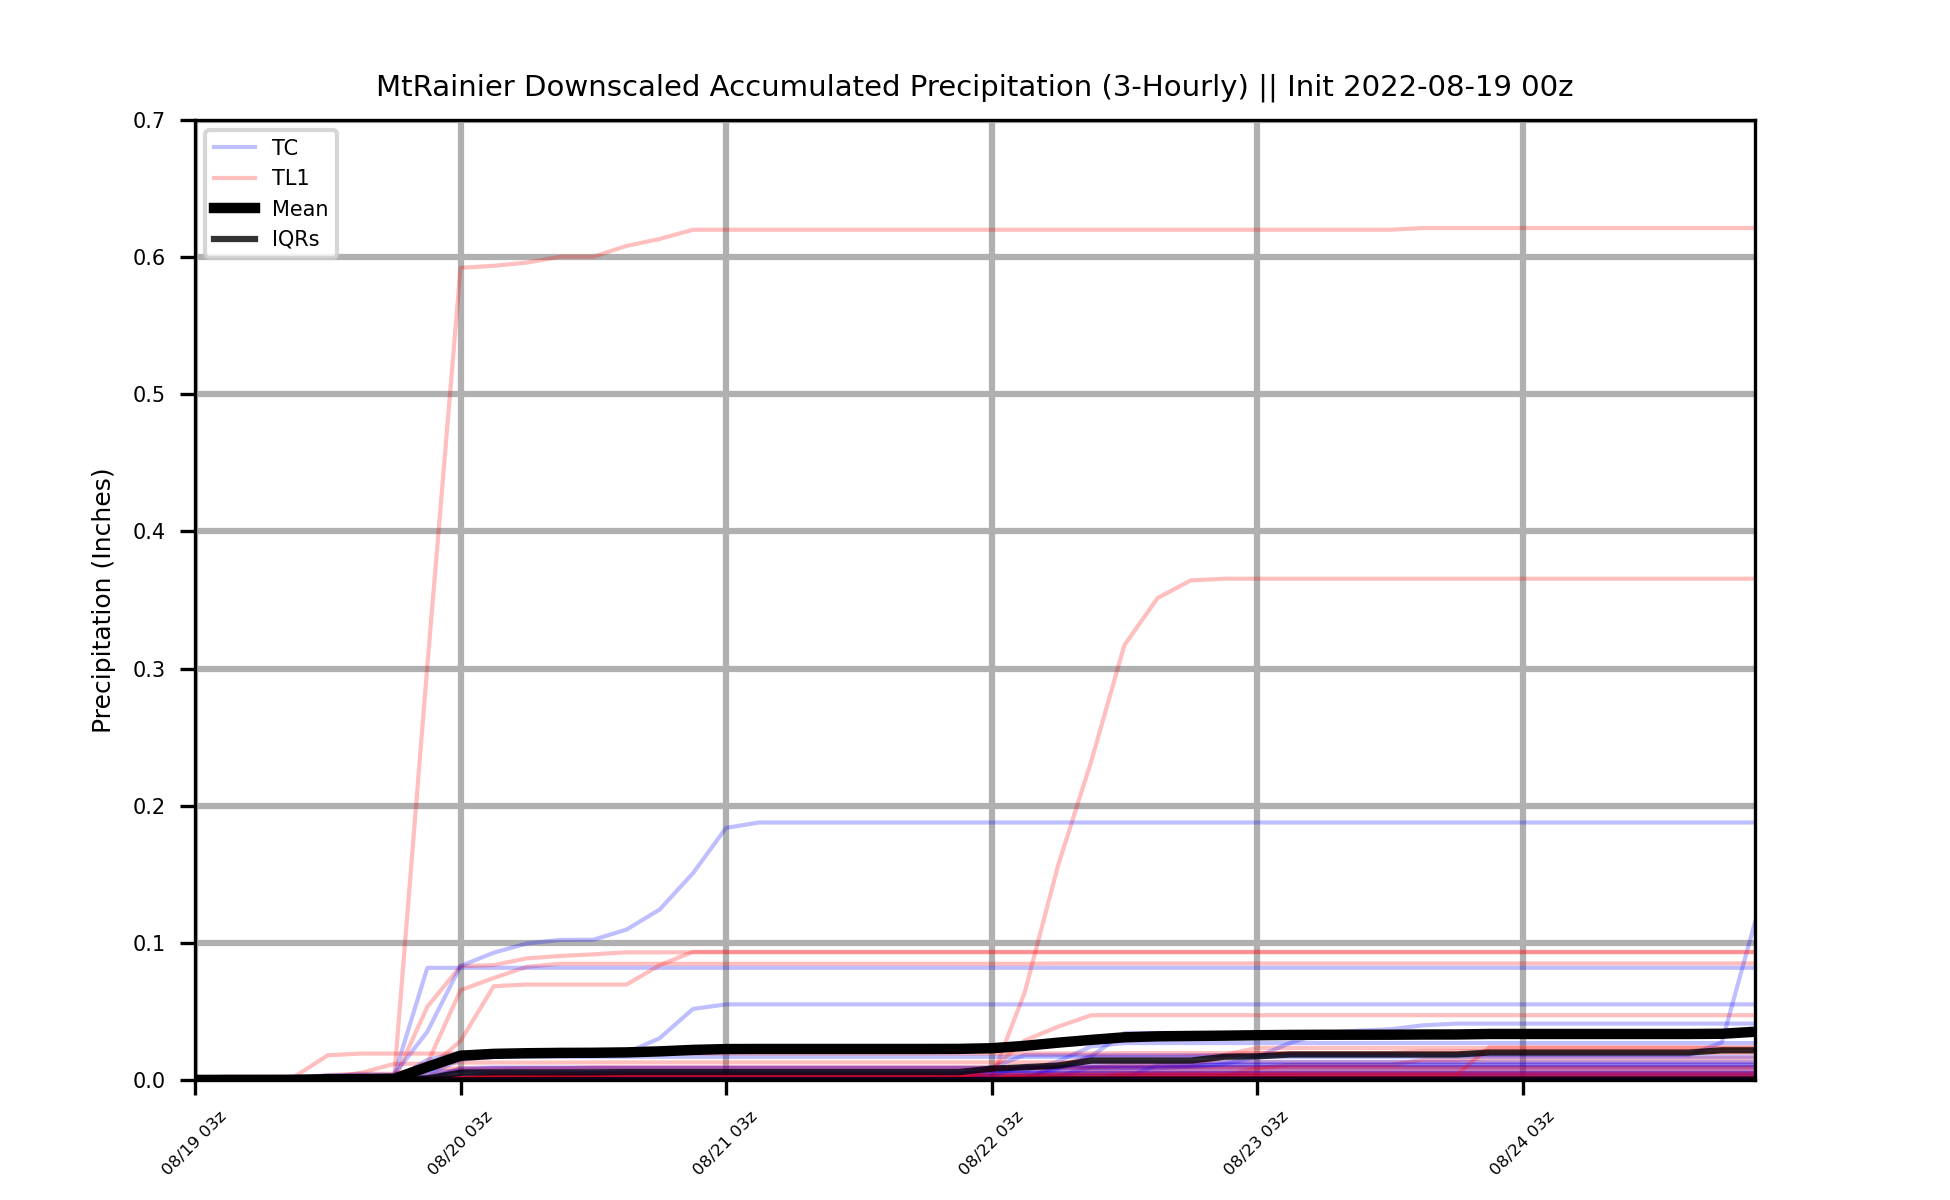 MtRainier Downscaled Accumulated Precipitation (3-Hourly) || Init 2022-08-19 00z
0.7
0.6
0.5
0.4
0.3
0.2
0.1
0.0
Precipitation (Inches)
TC
TL1
Mean
IQRs
08/19 03z
08/20 03z
08/21 03z
08/22 03z
08/23 03z
08/24 03z